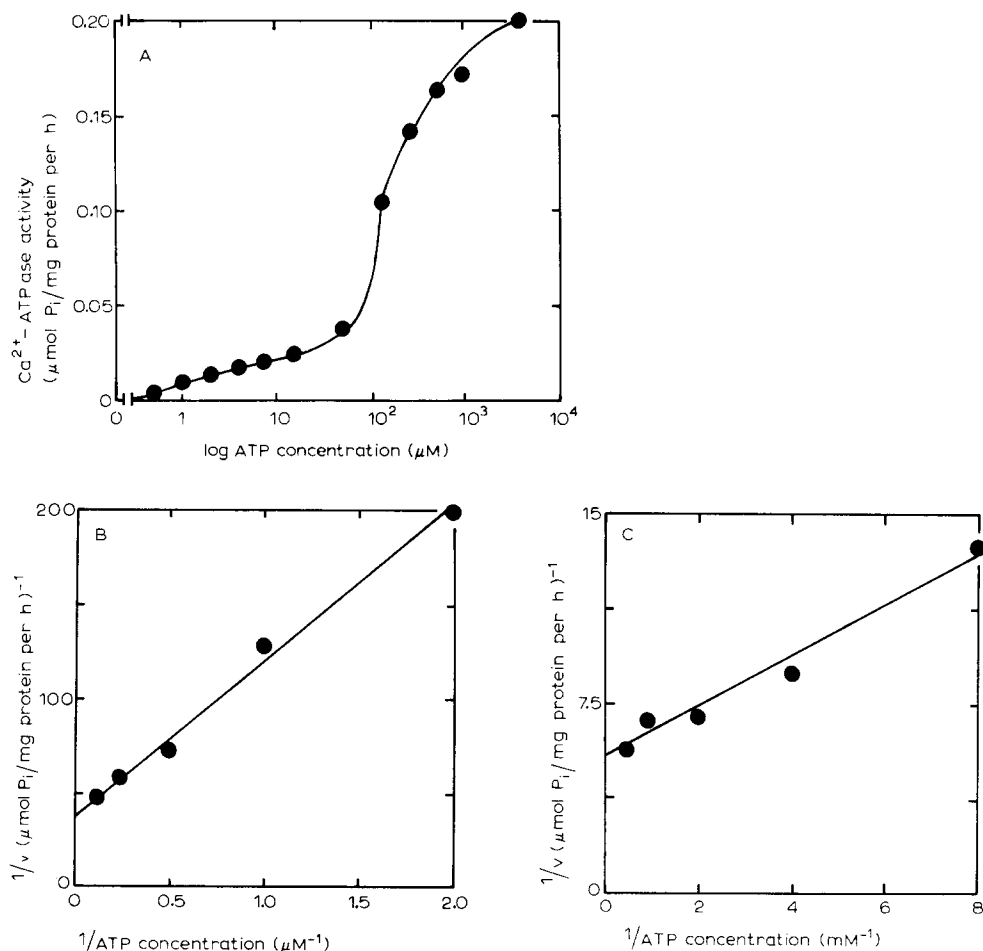 A
0.20
0.15
0.10
0.05
0
Ca²⁺-ATPase activity
(μmol Pᵢ/mg protein per h)
0 1 10 10² 10³ 10⁴
log ATP concentration (μM)
B
200
100
0
1/v (μmol Pᵢ/mg protein per h)⁻¹
0 0.5 1.0 1.5 2.0
1/ATP concentration (μM⁻¹)
C
15
7.5
0
1/v (μmol Pᵢ/mg protein per h)⁻¹
0 2 4 6 8
1/ATP concentration (mM⁻¹)